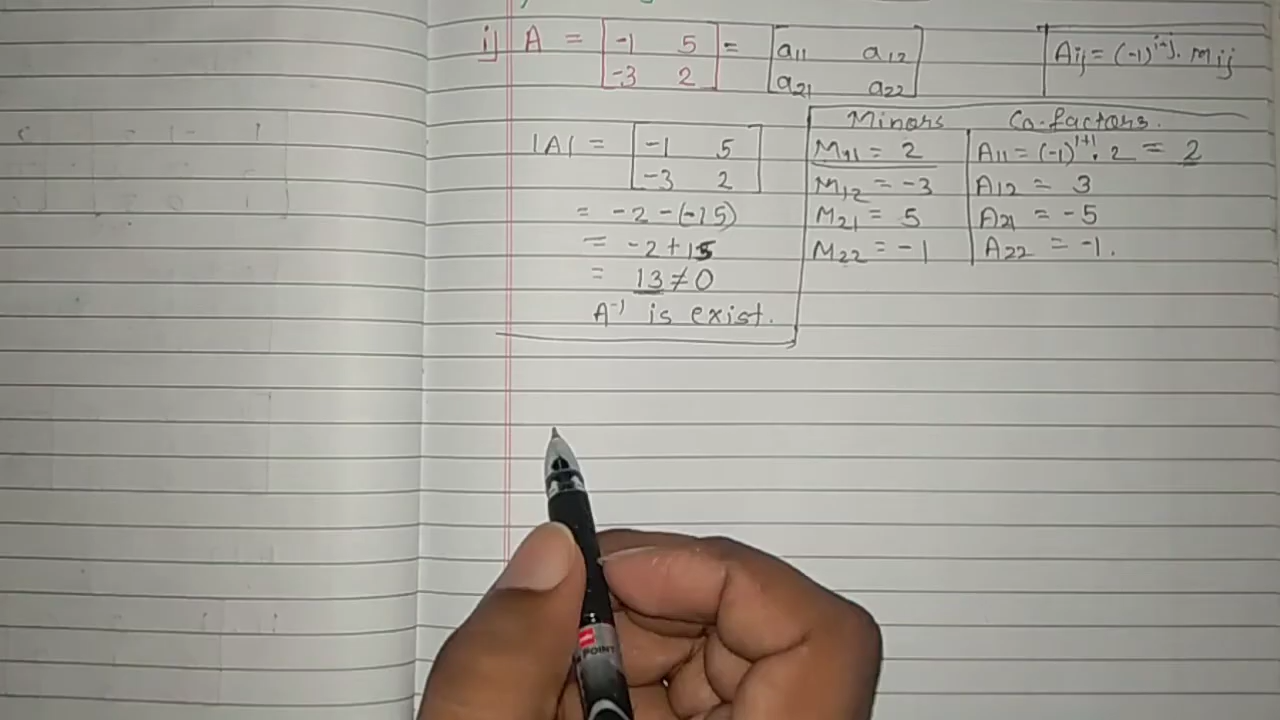 i) A = [-1 5 -3 2] = [a11 a12 a21 a22]
Aij = (-1)^i+j. Mij
|A| = |-1 5 -3 2|
= -2-(-15)
= -2+15
= 13≠0
A^-1 is exist.
Minors Co-factors.
M11 = 2 A11 = (-1)^1+1. 2 = 2
M12 = -3 A12 = 3
M21 = 5 A21 = -5
M22 = -1 A22 = -1.
POINT